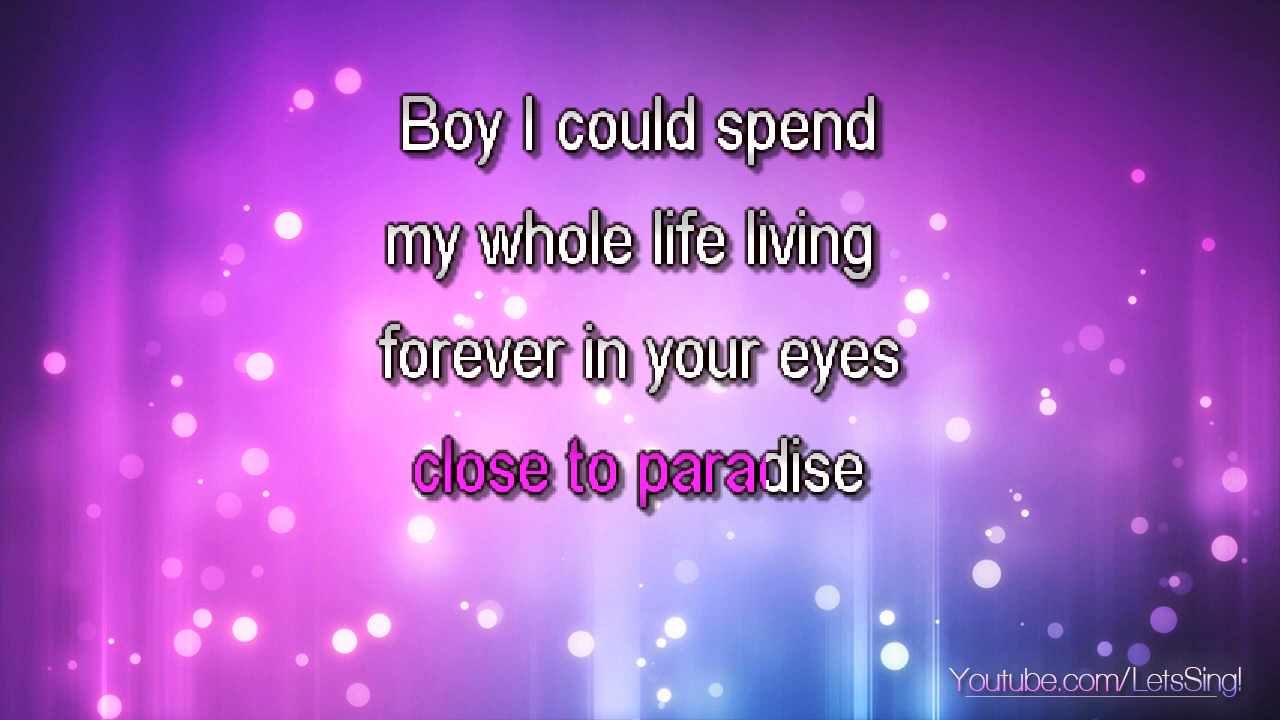 Boy I could spend
my whole life living
forever in your eyes
close to paradise
Youtube.com/LetsSing!